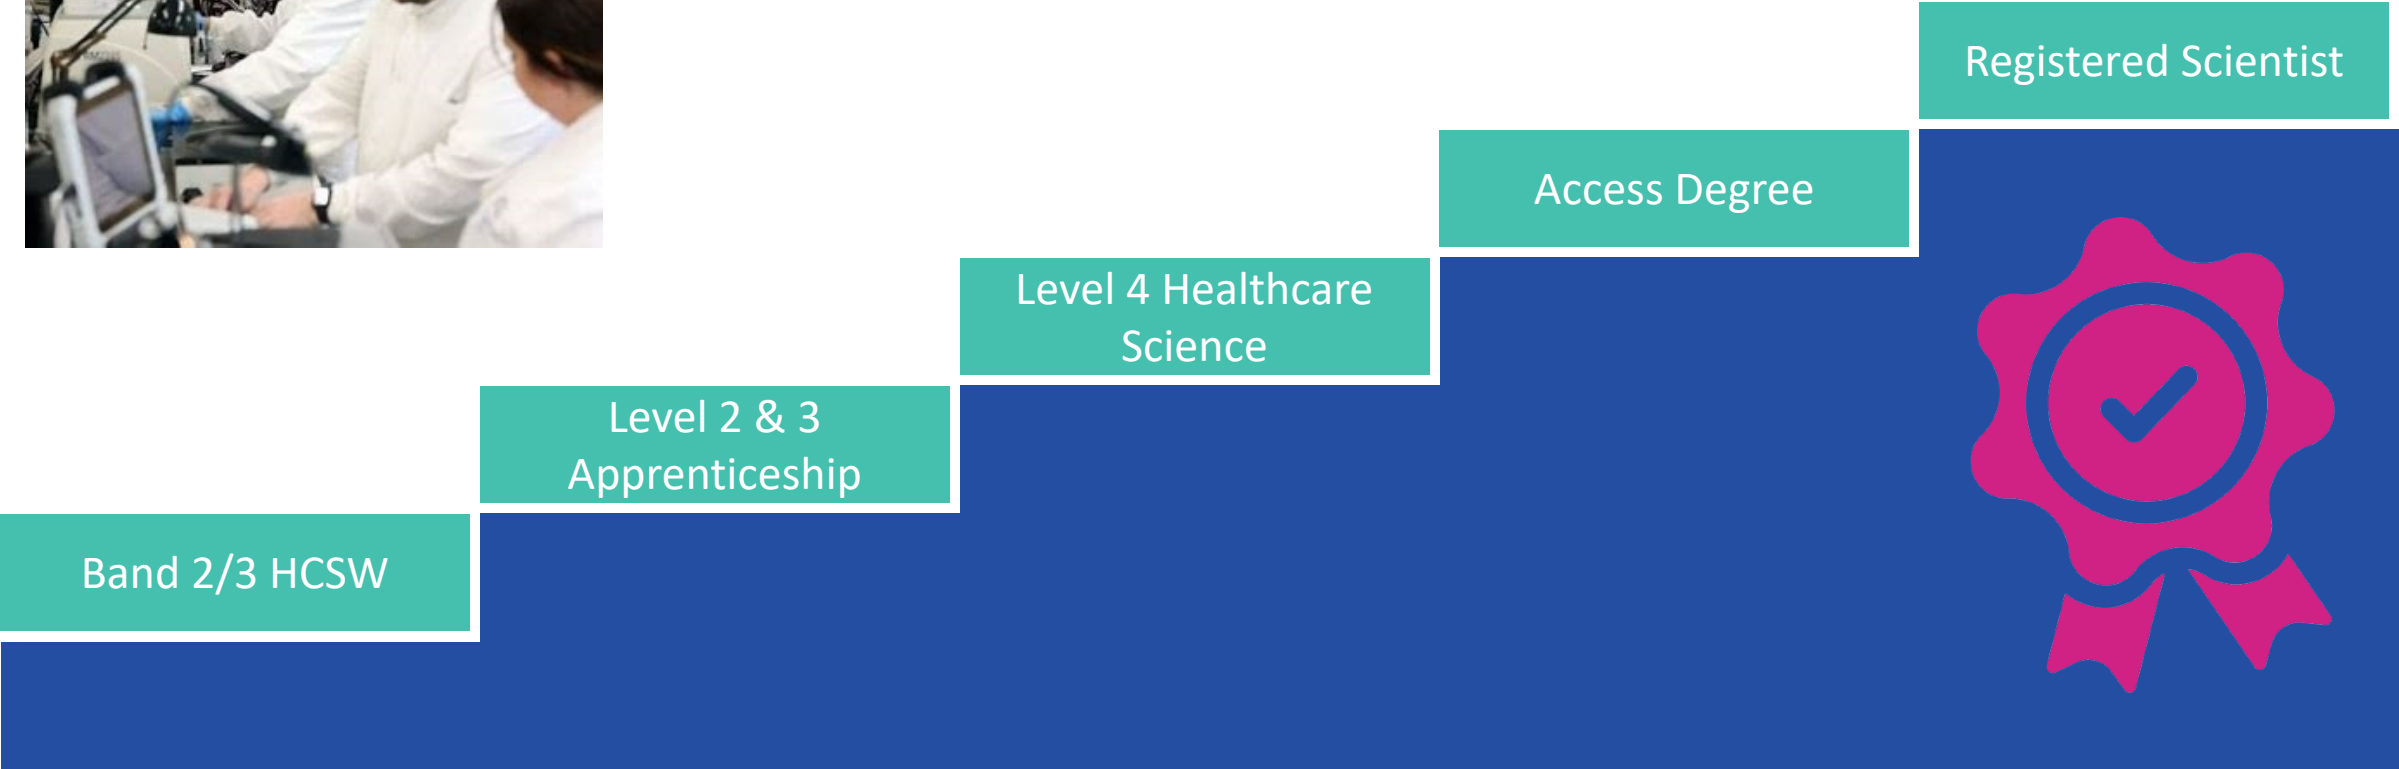 Registered Scientist
Access Degree
Level 4 Healthcare
Science
Level 2 & 3
Apprenticeship
Band 2/3 HCSW